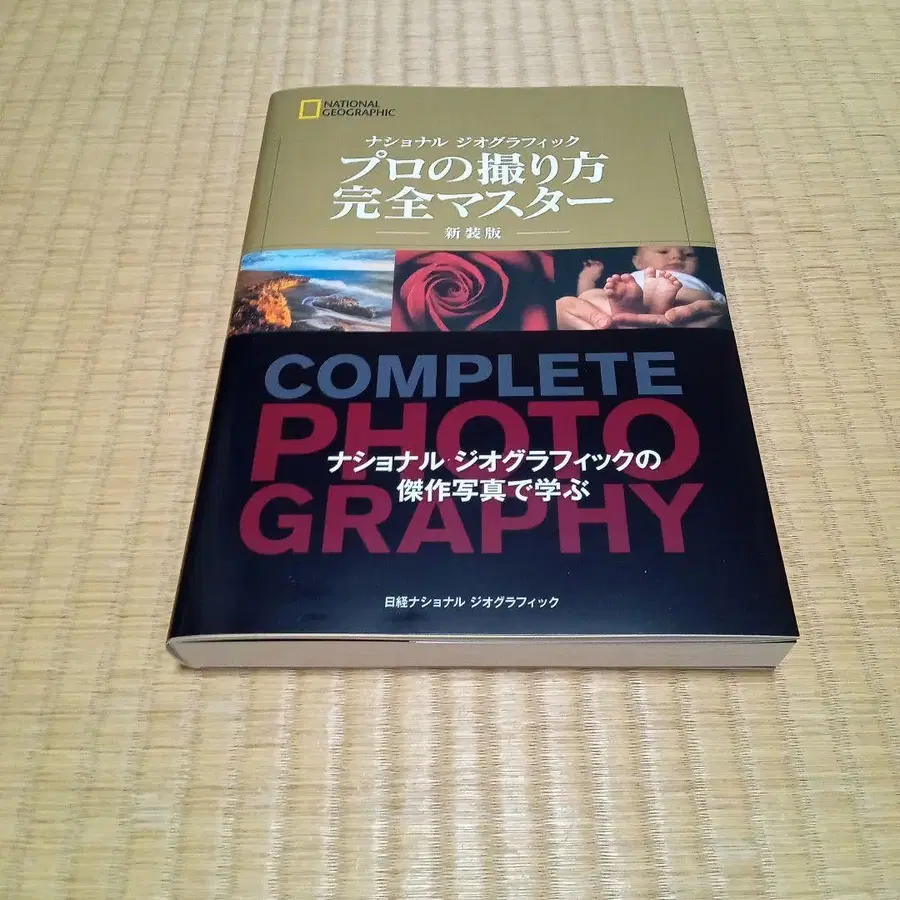 NATIONAL
GEOGRAPHIC
ナショナル ジオグラフィック
プロの撮り方
完全マスター
新装版
COMPLETE
PHOTO
ナショナル ジオグラフィックの
傑作写真で学ぶ
GRAPHY
日経ナショナル ジオグラフィック